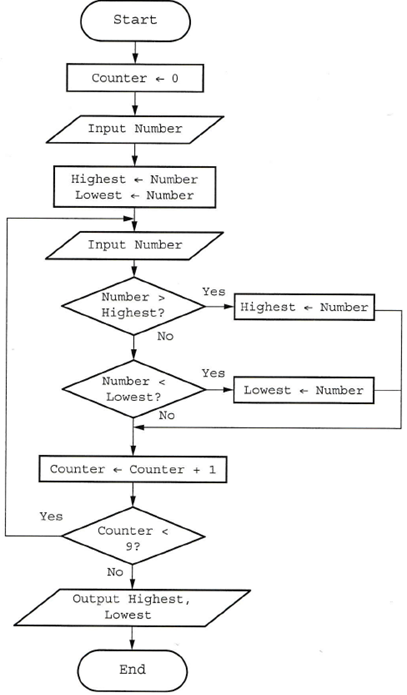 Start
Counter ← 0
Input Number
Highest ← Number
Lowest ← Number
Input Number
Number >
Highest?
Yes
Highest ← Number
No
Number <
Lowest?
Yes
Lowest ← Number
No
Counter ← Counter + 1
Counter <
9?
Yes
No
Output Highest,
Lowest
End